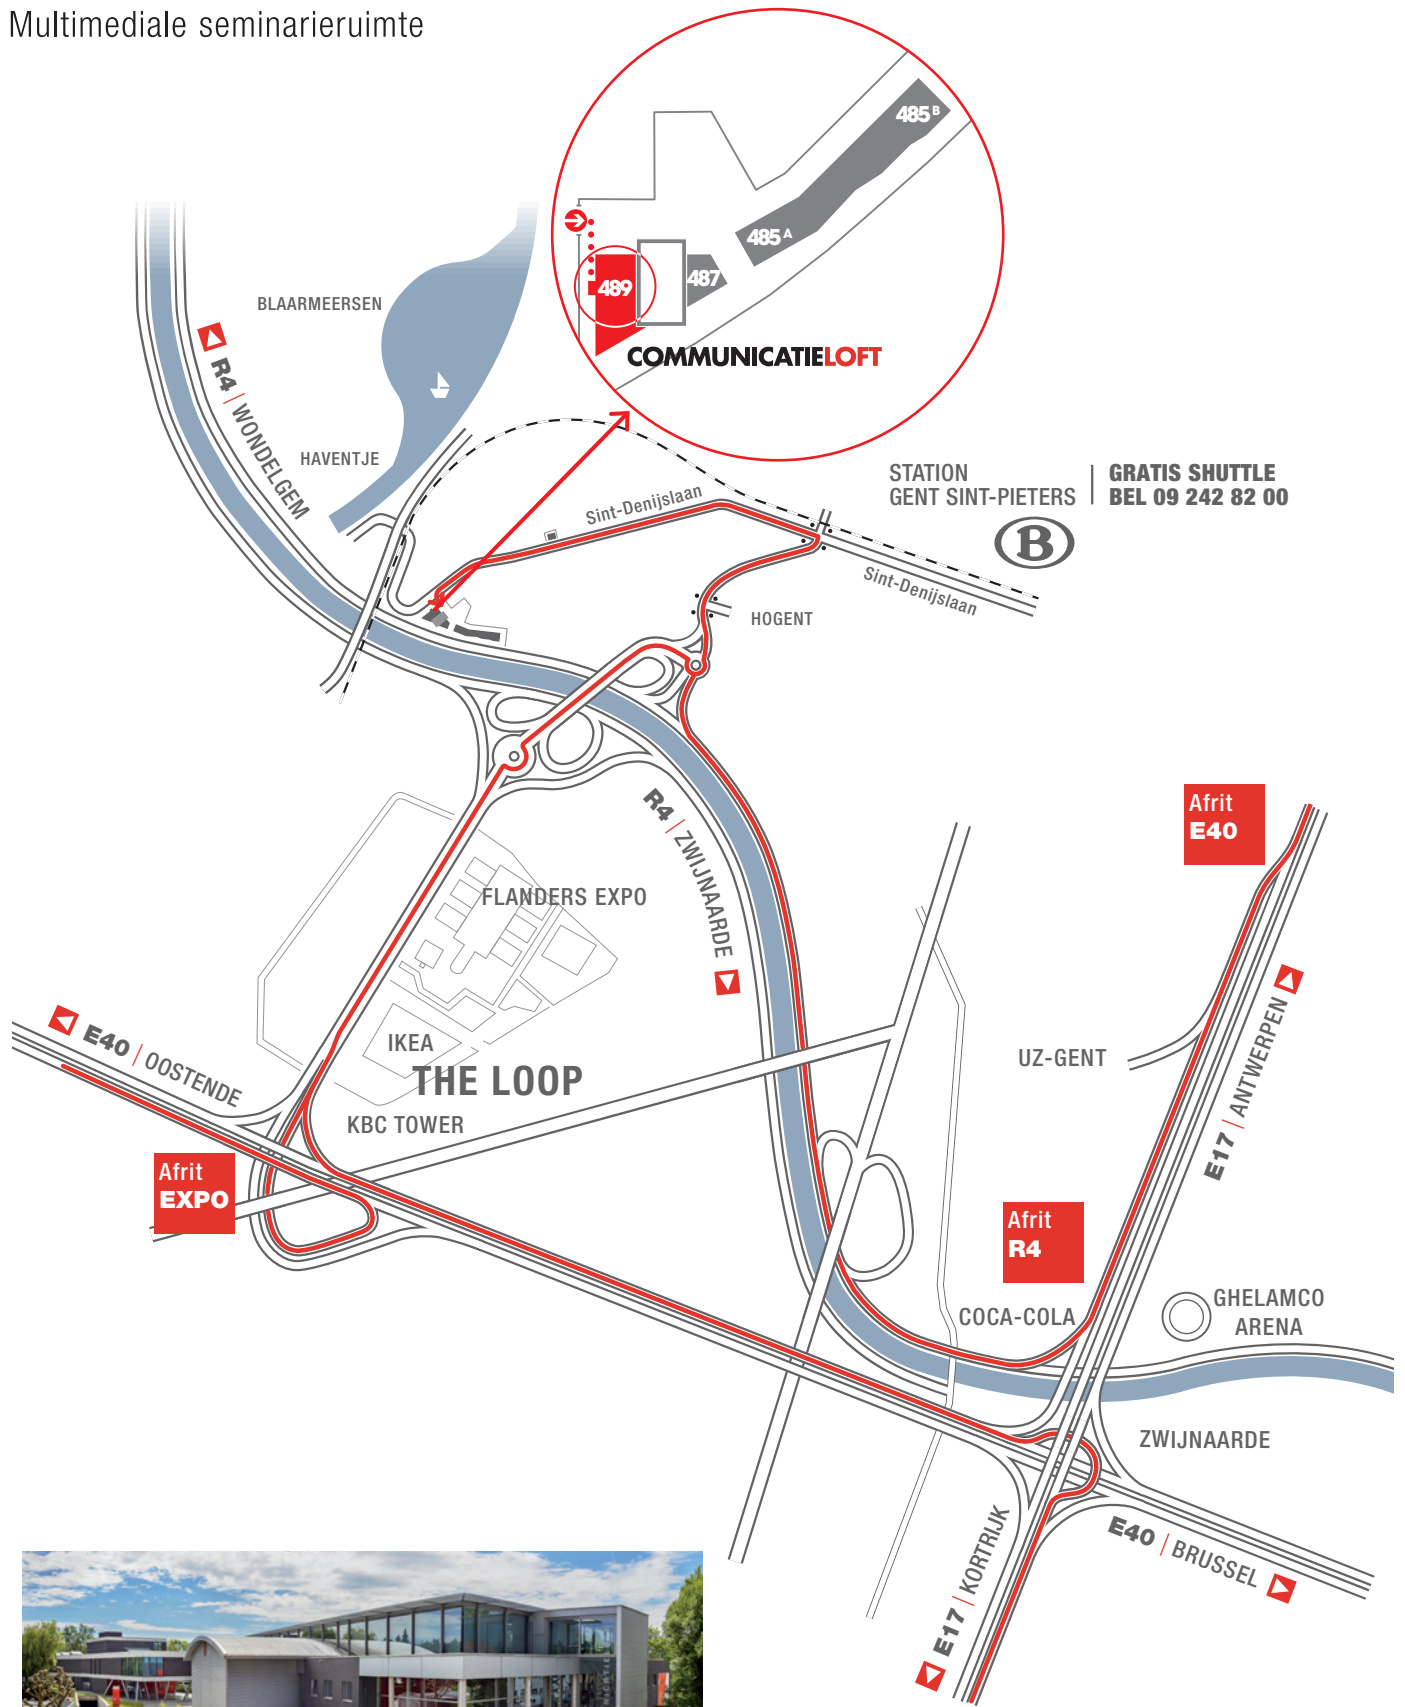 Multimediale seminarieruimte
485 B
485 A
487
489
COMMUNICATIELOFT
BLAARMEERSEN
R4 | WONDELGEM
HAVENTJE
STATION
GENT SINT-PIETERS
GRATIS SHUTTLE
BEL 09 242 82 00
B
Sint-Denijslaan
Sint-Denijslaan
HOGENT
R4 | ZWIJNAARDE
Afrit
E40
FLANDERS EXPO
E40 | OOSTENDE
IKEA
THE LOOP
KBC TOWER
UZ-GENT
E17 | ANTWERPEN
Afrit
EXPO
Afrit
R4
COCA-COLA
GHELAMCO
ARENA
ZWIJNAARDE
E17 | KORTRIJK
E40 | BRUSSEL